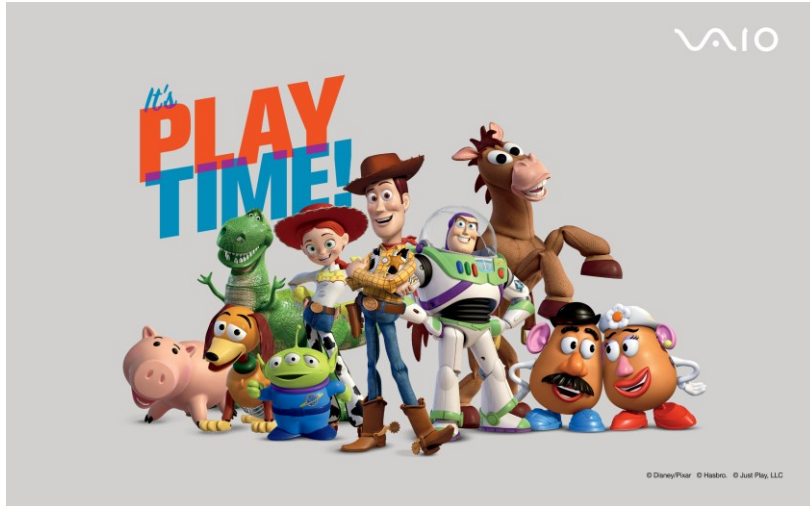 VAIO
It's
PLAY
TIME!
© Disney/Pixar © Hasbro. © Just Play, LLC